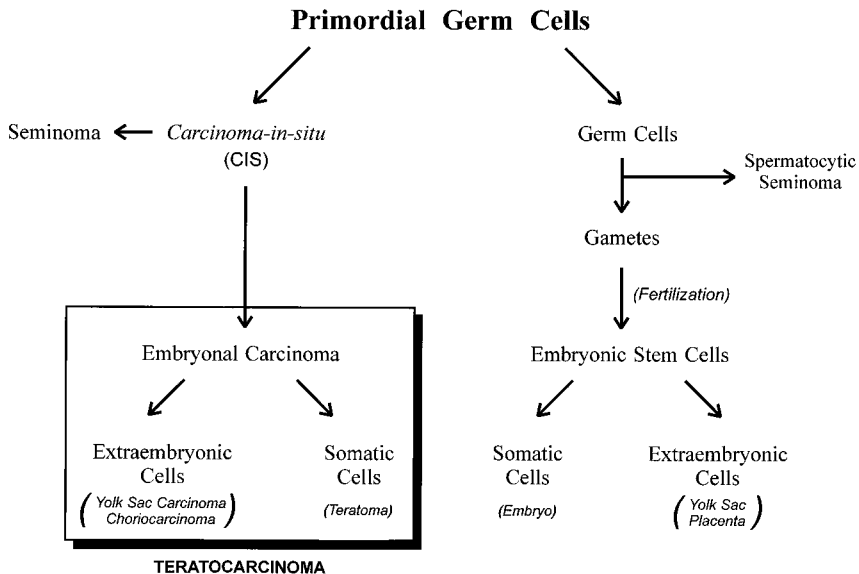 Primordial Germ Cells
Seminoma
Carcinoma-in-situ
(CIS)
Germ Cells
Spermatocytic
Seminoma
Gametes
(Fertilization)
Embryonal Carcinoma
Embryonic Stem Cells
Extraembryonic
Cells
(Yolk Sac Carcinoma
Choriocarcinoma)
Somatic
Cells
(Teratoma)
Somatic
Cells
(Embryo)
Extraembryonic
Cells
(Yolk Sac
Placenta)
TERATOCARCINOMA